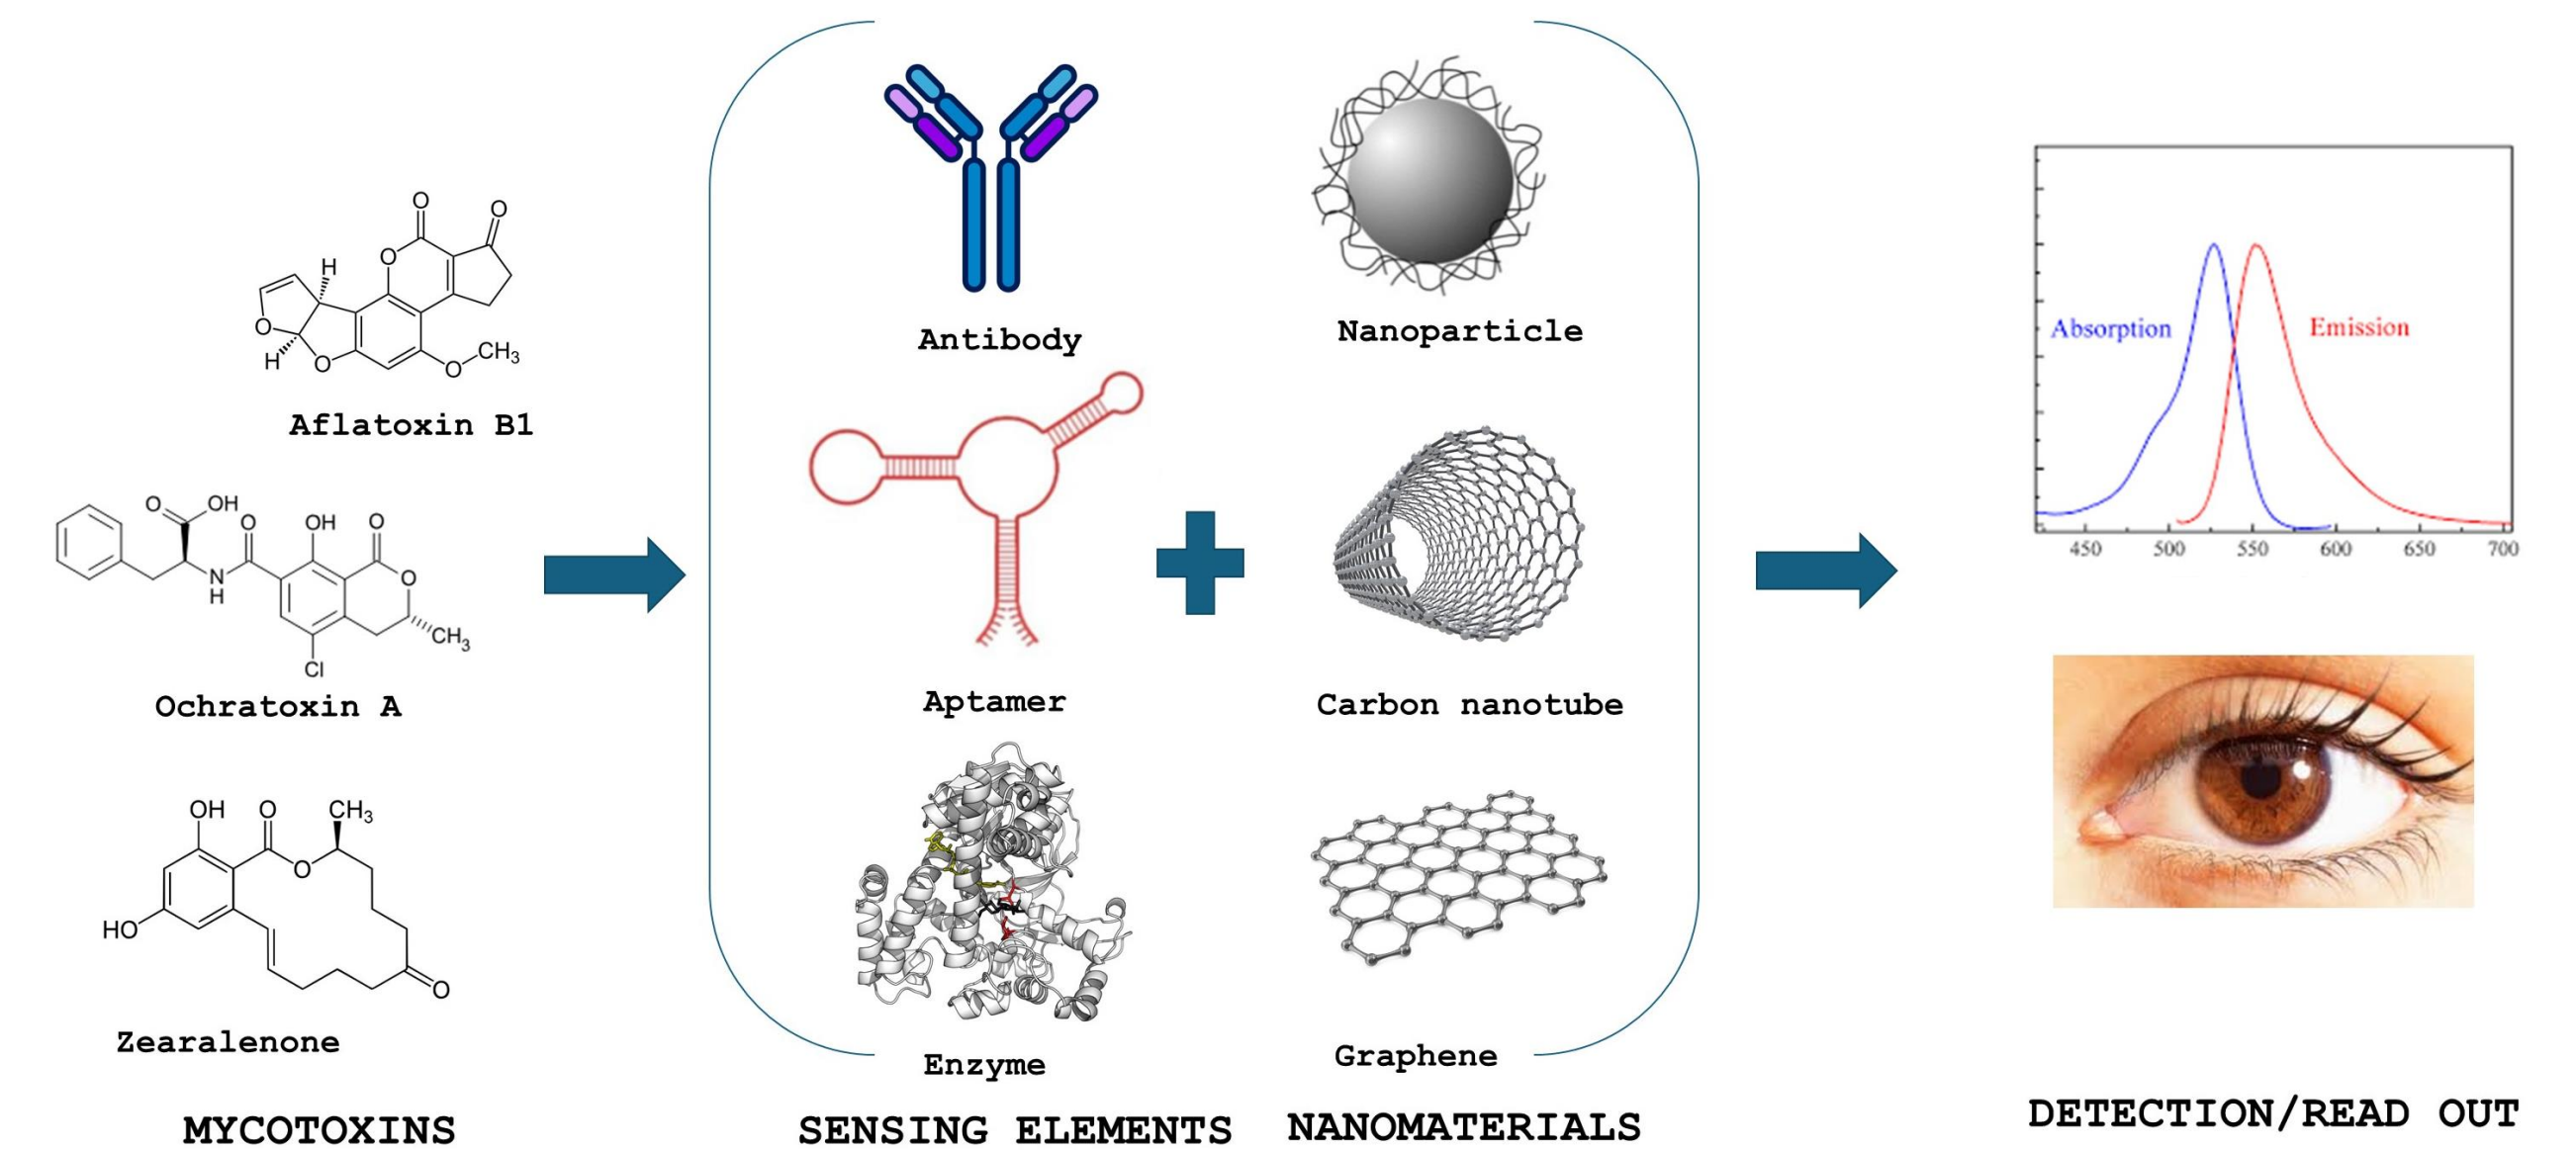 O
O
O
H
O
H
O
O
CH3
Aflatoxin B1
O
OH
O
OH
O
N
H
O
CH3
Cl
Ochratoxin A
OH
O
CH3
O
HO
O
Zearalenone
MYCOTOXINS
Antibody
Aptamer
Enzyme
SENSING ELEMENTS
Nanoparticle
Carbon nanotube
Graphene
NANOMATERIALS
Absorption
Emission
450 500 550 600 650 700
DETECTION/READ OUT